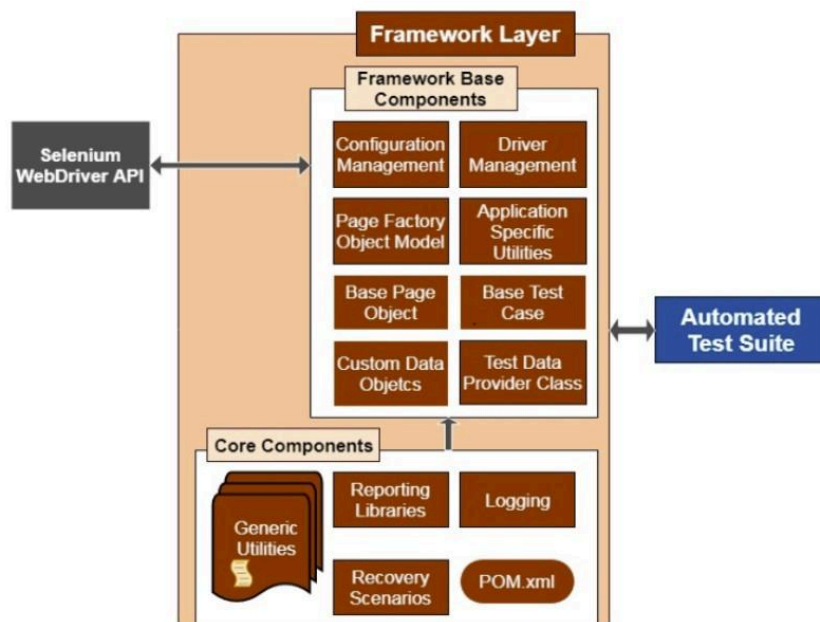 Framework Layer
Framework Base
Components
Selenium
WebDriver API
Configuration
Management
Driver
Management
Page Factory
Object Model
Application
Specific
Utilities
Base Page
Object
Base Test
Case
Custom Data
Objetcs
Test Data
Provider Class
Automated
Test Suite
Core Components
Generic
Utilities
Reporting
Libraries
Logging
Recovery
Scenarios
POM.xml